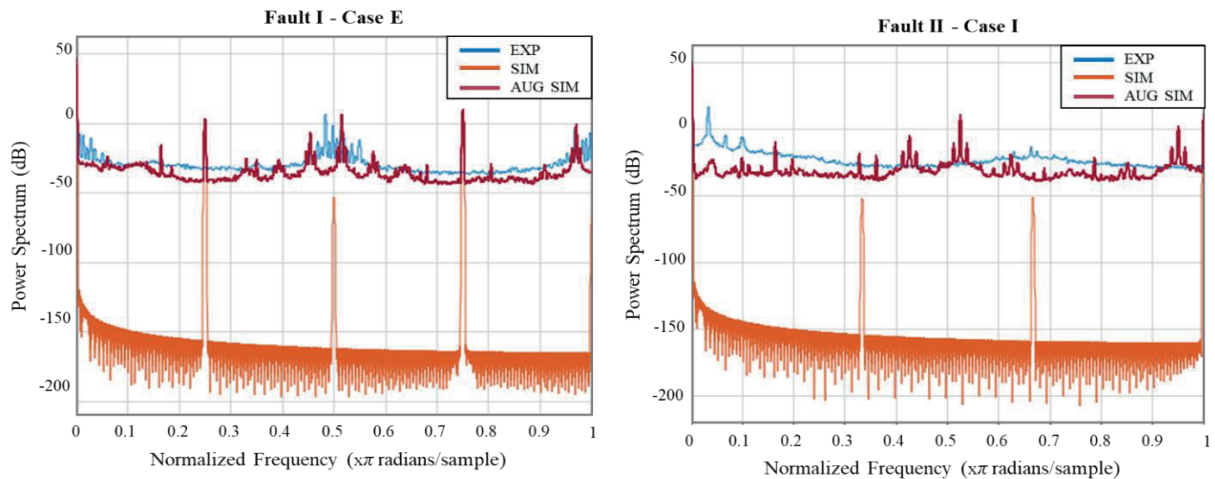 Fault I - Case E
EXP
SIM
AUG SIM
50
0
-50
-100
-150
-200
Power Spectrum (dB)
0 0.1 0.2 0.3 0.4 0.5 0.6 0.7 0.8 0.9 1
Normalized Frequency (xπ radians/sample)
Fault II - Case I
EXP
SIM
AUG SIM
50
0
-50
-100
-150
-200
Power Spectrum (dB)
0 0.1 0.2 0.3 0.4 0.5 0.6 0.7 0.8 0.9 1
Normalized Frequency (xπ radians/sample)